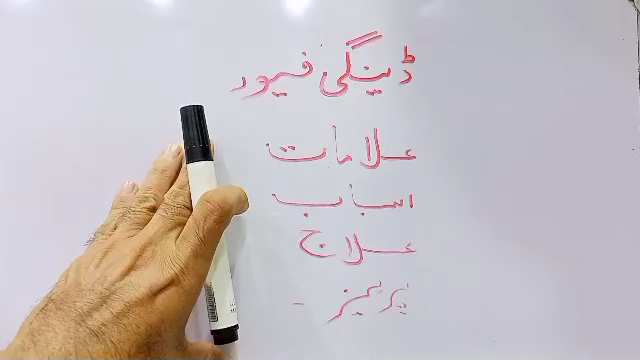 ڈینگی فیور
علامات
اسباب
علاج
پرہیز -